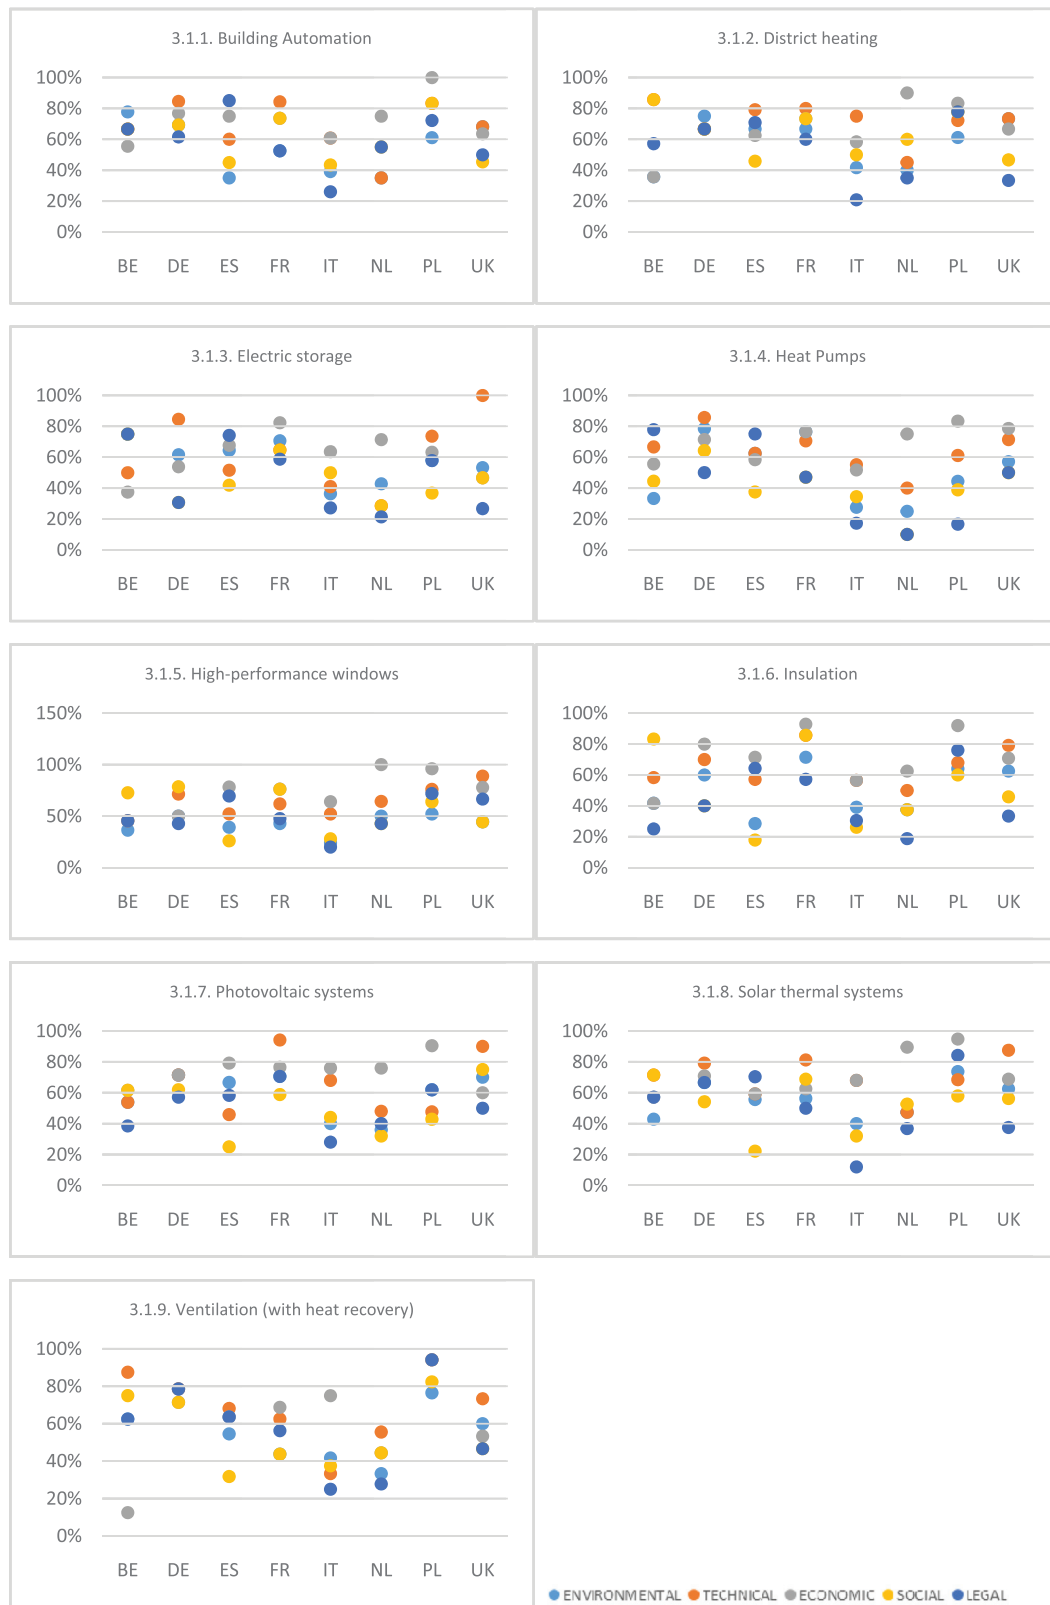 3.1.1. Building Automation
100%
80%
60%
40%
20%
0%
BE DE ES FR IT NL PL UK
3.1.2. District heating
100%
80%
60%
40%
20%
0%
BE DE ES FR IT NL PL UK
3.1.3. Electric storage
100%
80%
60%
40%
20%
0%
BE DE ES FR IT NL PL UK
3.1.4. Heat Pumps
100%
80%
60%
40%
20%
0%
BE DE ES FR IT NL PL UK
3.1.5. High-performance windows
150%
100%
50%
0%
BE DE ES FR IT NL PL UK
3.1.6. Insulation
100%
80%
60%
40%
20%
0%
BE DE ES FR IT NL PL UK
3.1.7. Photovoltaic systems
100%
80%
60%
40%
20%
0%
BE DE ES FR IT NL PL UK
3.1.8. Solar thermal systems
100%
80%
60%
40%
20%
0%
BE DE ES FR IT NL PL UK
3.1.9. Ventilation (with heat recovery)
100%
80%
60%
40%
20%
0%
BE DE ES FR IT NL PL UK
ENVIRONMENTAL TECHNICAL ECONOMIC SOCIAL LEGAL